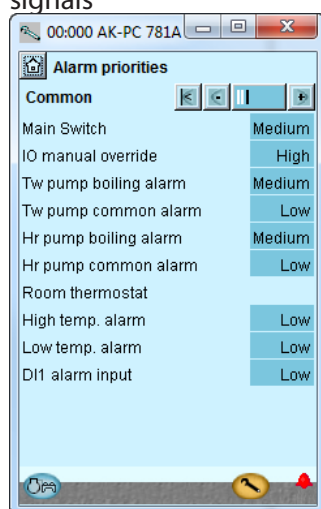 signals
00:000 AK-PC 781A
Alarm priorities
Common
Main Switch Medium
IO manual override High
Tw pump boiling alarm Medium
Tw pump common alarm Low
Hr pump boiling alarm Medium
Hr pump common alarm Low
Room thermostat
High temp. alarm Low
Low temp. alarm Low
DI1 alarm input Low